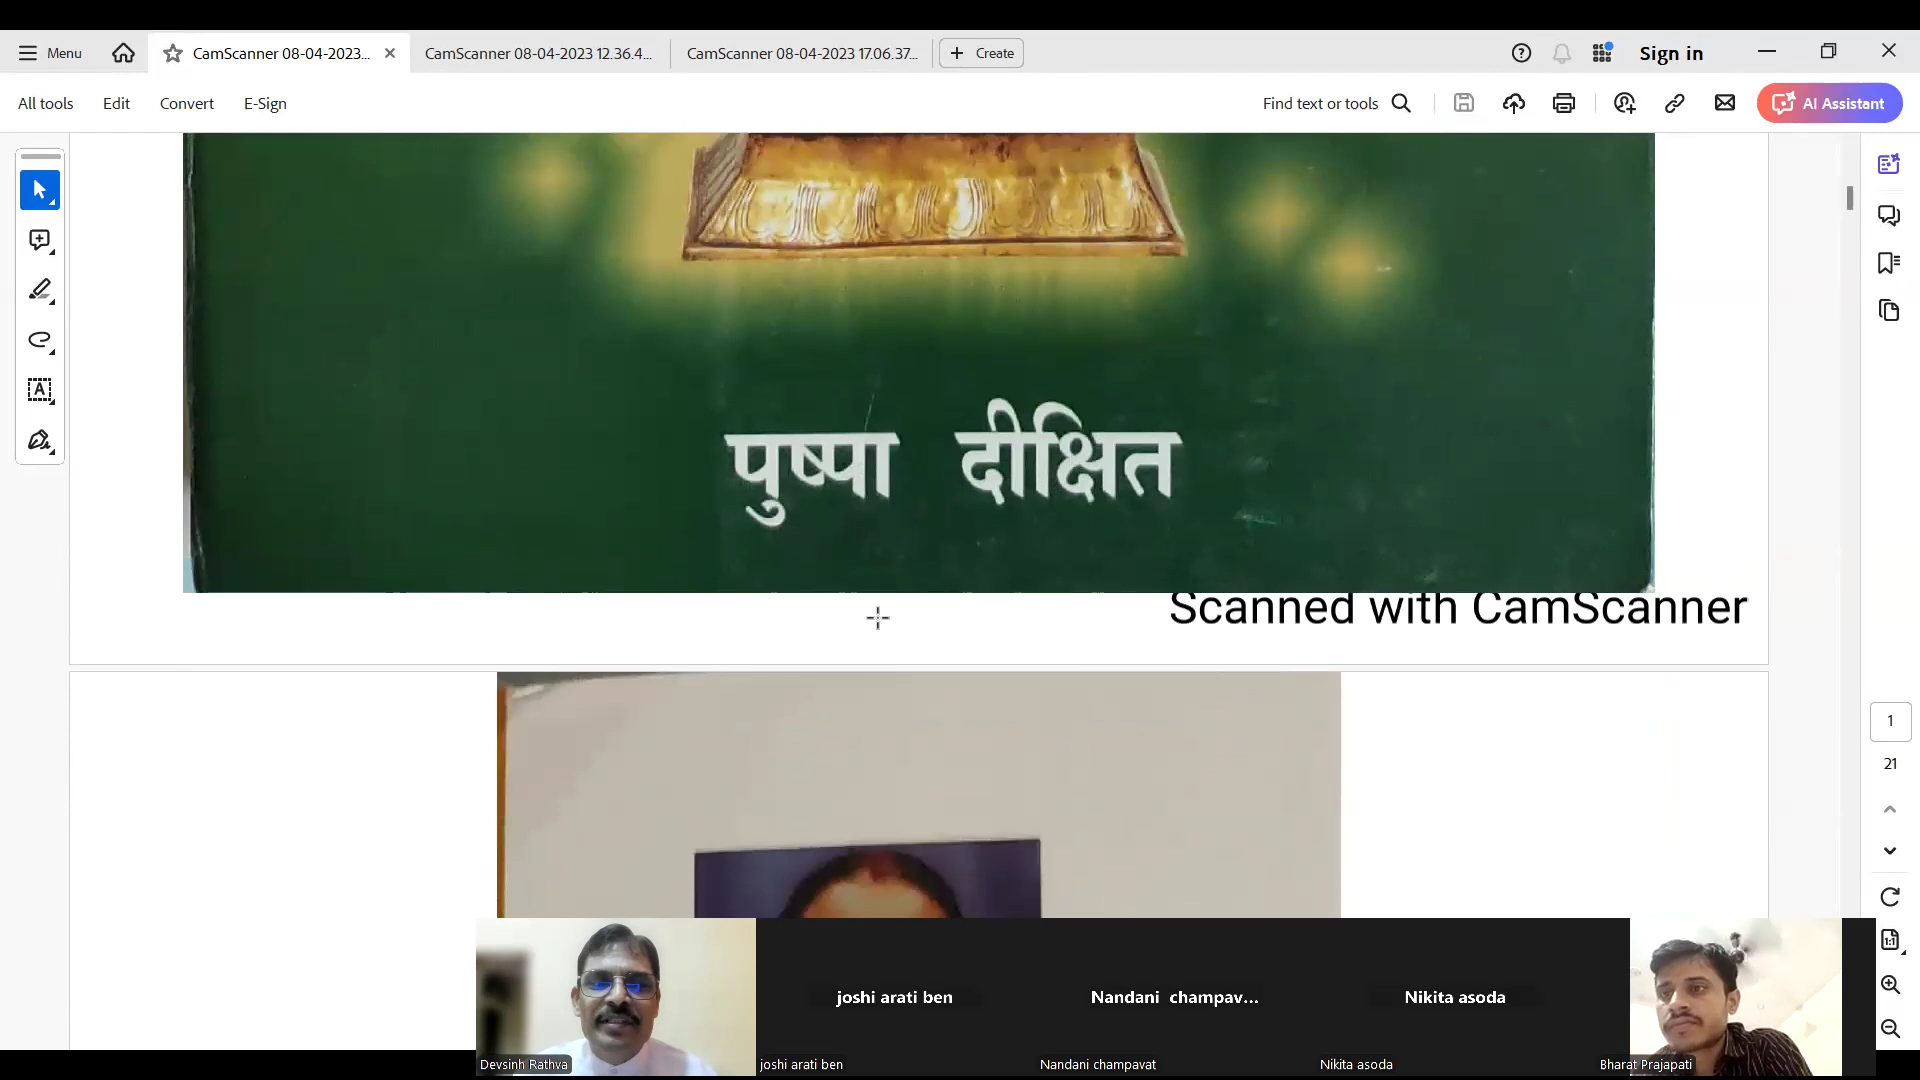 Menu
CamScanner 08-04-2023...
CamScanner 08-04-2023 12.36.4...
CamScanner 08-04-2023 17.06.37...
Create
Sign in
All tools
Edit
Convert
E-Sign
Find text or tools
AI Assistant
पुष्पा दीक्षित
Scanned with CamScanner
1
21
joshi arati ben
Nandani champav...
Nikita asoda
Devsinh Rathva
joshi arati ben
Nandani champavat
Nikita asoda
Bharat Prajapati